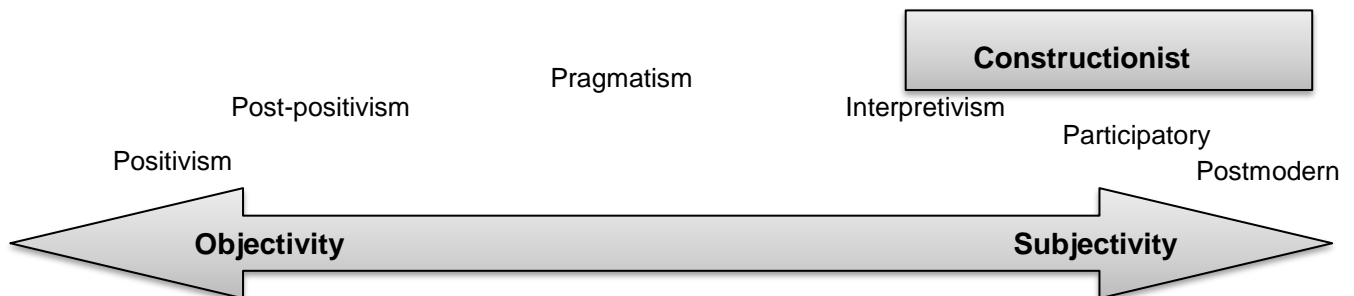 Constructionist
Pragmatism
Post-positivism
Interpretivism
Participatory
Positivism
Postmodern
Objectivity
Subjectivity